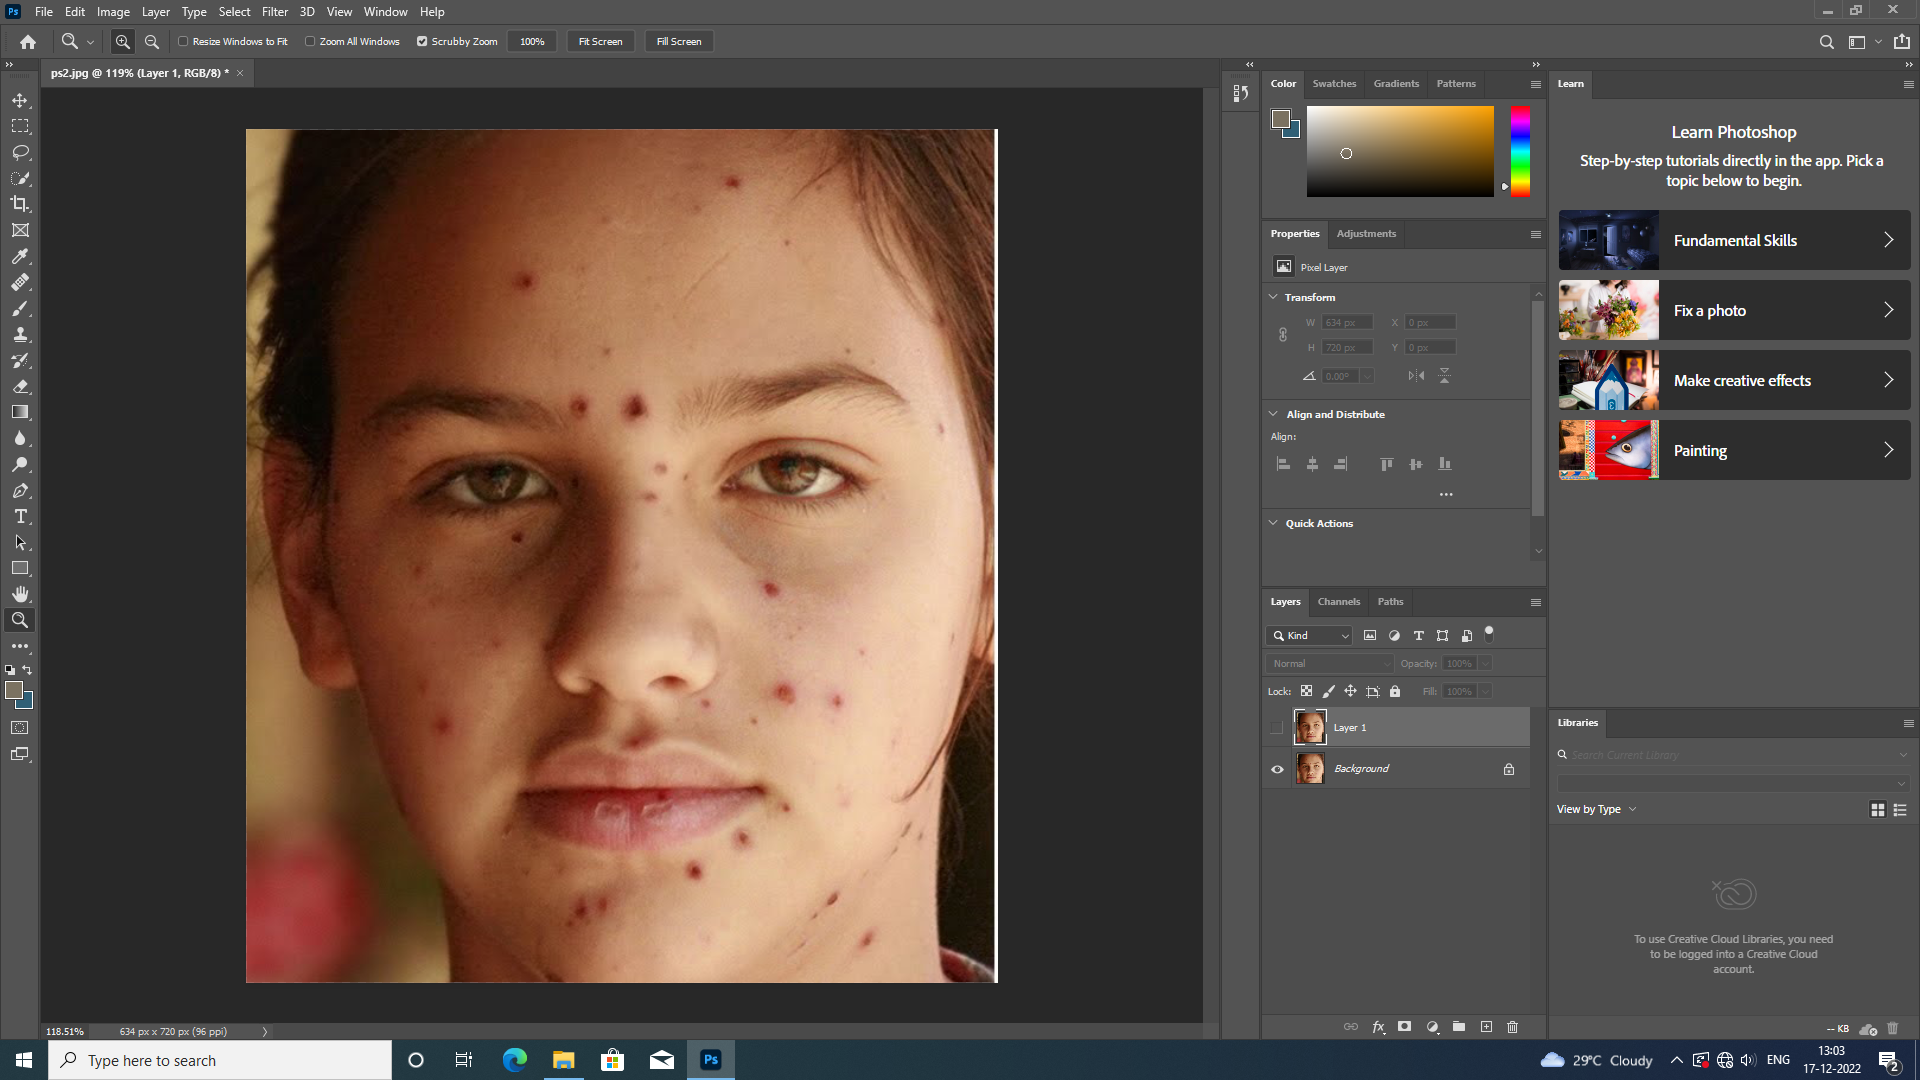 Ps File Edit Image Layer Type Select Filter 3D View Window Help
Resize Windows to Fit Zoom All Windows Scrubby Zoom 100% Fit Screen Fill Screen
ps2.jpg @ 119% (Layer 1, RGB/8) * ×
Color Swatches Gradients Patterns
Learn
Learn Photoshop
Step-by-step tutorials directly in the app. Pick a
topic below to begin.
Fundamental Skills
Fix a photo
Make creative effects
Painting
Properties Adjustments
Pixel Layer
Transform
W 634 px X 0 px
H 720 px Y 0 px
0.00°
Align and Distribute
Align:
Quick Actions
Layers Channels Paths
Kind
Normal Opacity: 100%
Lock: Fill: 100%
Layer 1
Background
Libraries
Search Current Library
View by Type
To use Creative Cloud Libraries, you need
to be logged into a Creative Cloud
account.
-- KB
118.51% 634 px x 720 px (96 ppi)
Type here to search
Ps
29°C Cloudy
ENG
13:03
17-12-2022
2